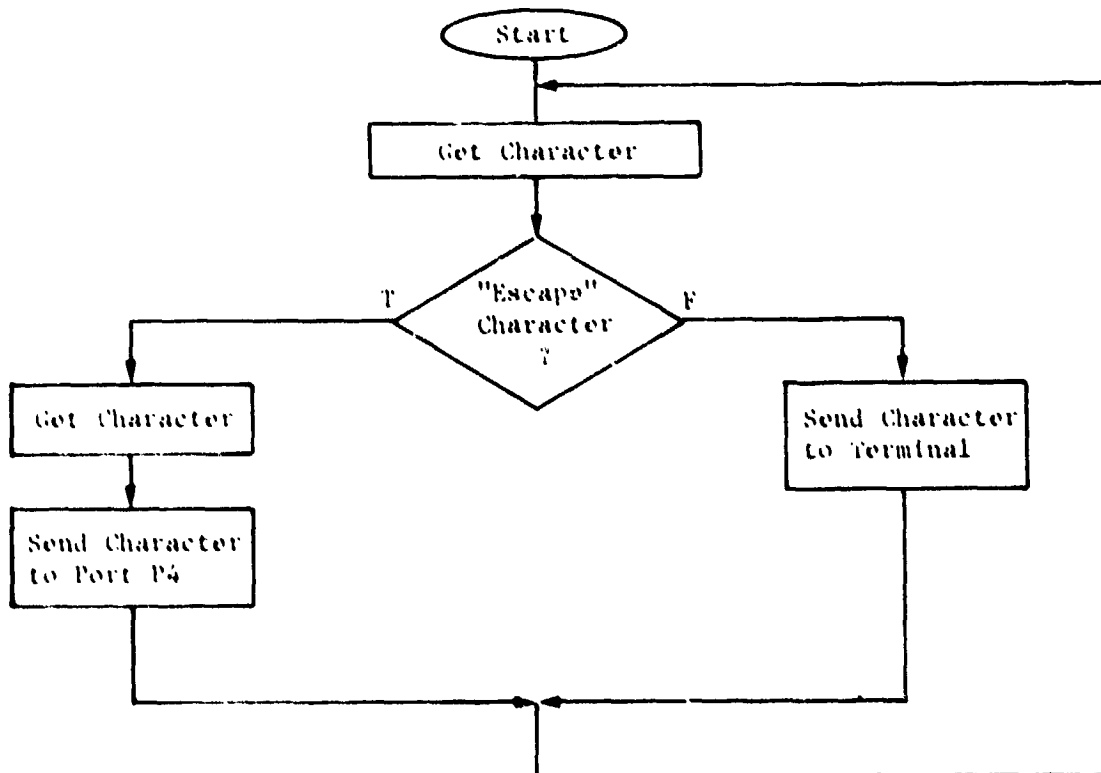 Start
Get Character
"Escape"
Character
?
T
F
Get Character
Send Character
to Port P4
Send Character
to Terminal